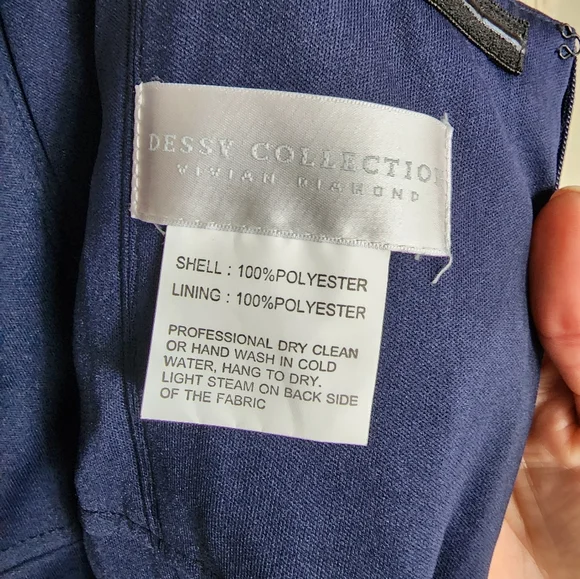 DESSY COLLECTIO
VIVIAN DIAMOND
SHELL : 100%POLYESTER
LINING : 100%POLYESTER
PROFESSIONAL DRY CLEAN
OR HAND WASH IN COLD
WATER, HANG TO DRY.
LIGHT STEAM ON BACK SIDE
OF THE FABRIC